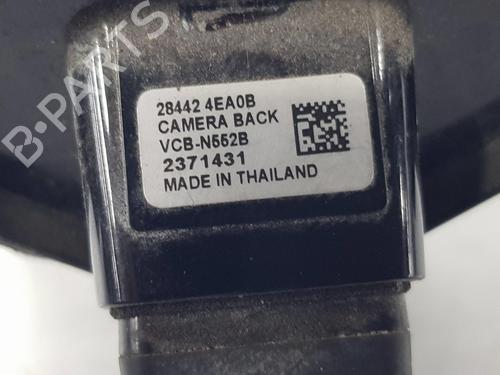 B-PARTS
28442 4EA0B
CAMERA BACK
VCB-N552B
2371431
MADE IN THAILAND